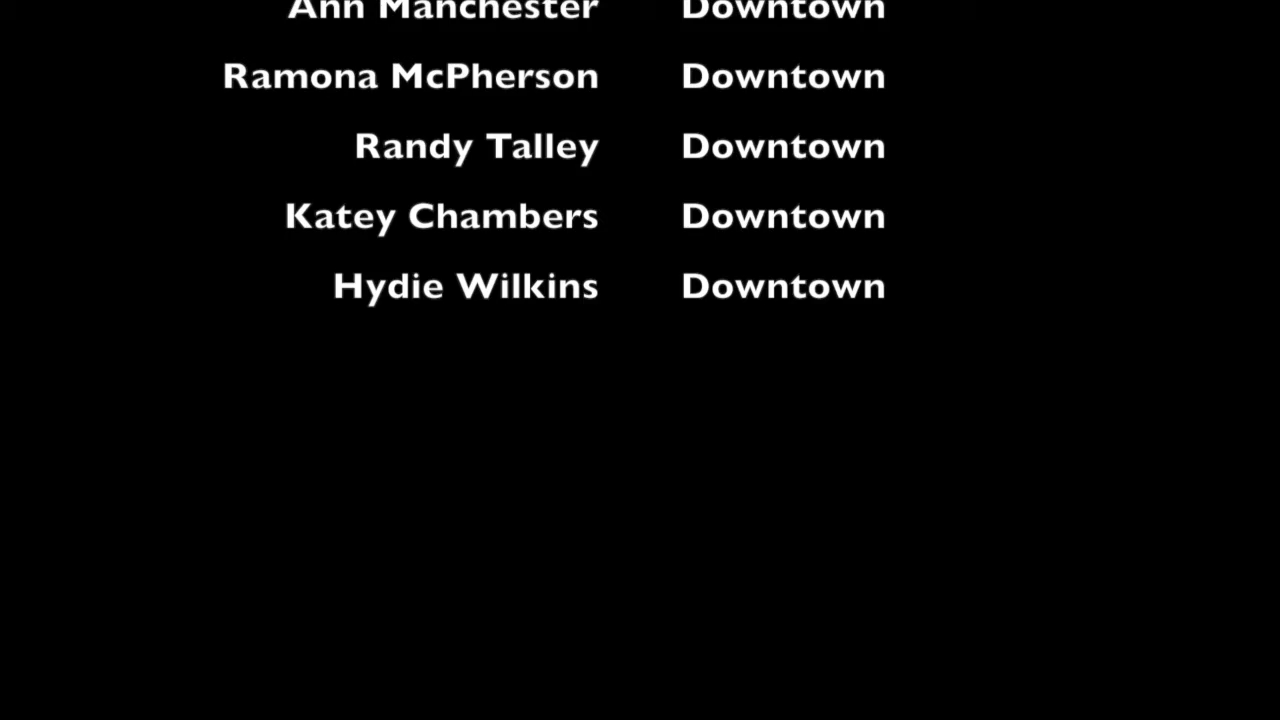 Ann Manchester Downtown
Ramona McPherson Downtown
Randy Talley Downtown
Katey Chambers Downtown
Hydie Wilkins Downtown